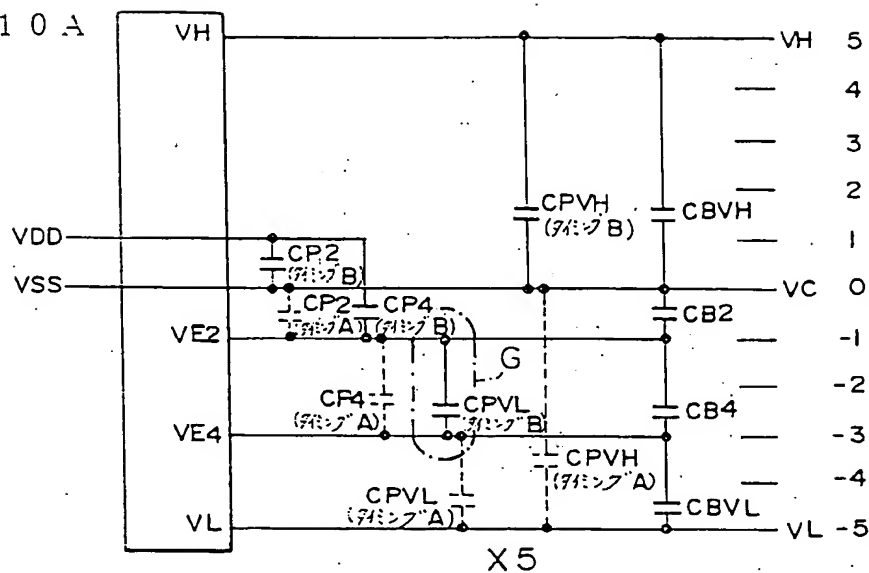 10A
VH
VH 5
4
3
2
CPVH
(タイミングB)
CBVH
VDD
1
CP2
(タイミングB)
VSS
VC 0
CP2
(タイミングA)
CP4
(タイミングB)
CB2
VE2
-1
G
-2
CP4
(タイミングA)
CPVL
(タイミングB)
CB4
VE4
-3
CPVH
(タイミングA)
-4
CPVL
(タイミングA)
CBVL
VL
VL -5
X5